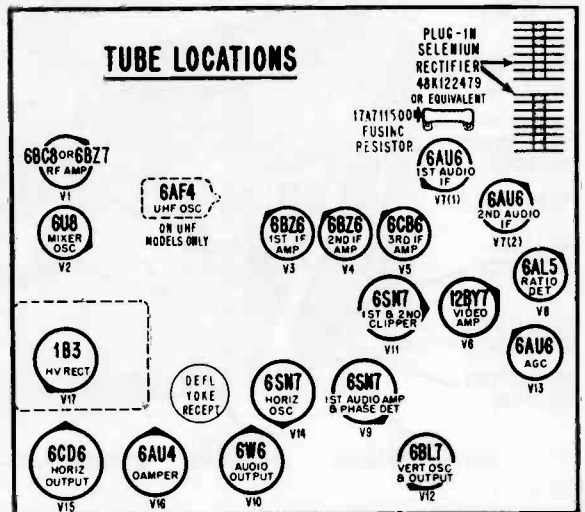 TUBE LOCATIONS
PLUG-IN
SELENIUM
RECTIFIER
48K122479
OR EQUIVALENT
17A711500
FUSING
RESISTOR
6BC8 OR 6BZ7
RF AMP
V1
6AF4
UHF OSC
ON UHF
MODELS ONLY
6U8
MIXER
OSC
V2
6AU6
1ST AUDIO
IF
V7(1)
6AU6
2ND AUDIO
IF
V7(2)
6BZ6
1ST IF
AMP
V3
6BZ6
2ND IF
AMP
V4
6CB6
3RD IF
AMP
V5
6AL5
RATIO
DET
V8
6SN7
1ST & 2ND
CLIPPER
V11
12BY7
VIDEO
AMP
V6
6AU6
AGC
V13
1B3
HV RECT
V17
DEFL
YOKE
RECEPT
6SN7
HORIZ
OSC
V14
6SN7
1ST AUDIO AMP
& PHASE DET
V9
6CD6
HORIZ
OUTPUT
V15
6AU4
DAMPER
V16
6W6
AUDIO
OUTPUT
V10
6BL7
VERT OSC
& OUTPUT
V12